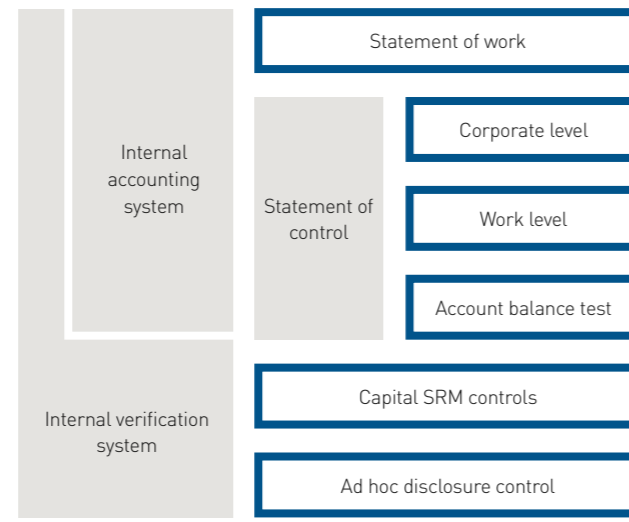 Statement of work
Internal
accounting
system
Statement of
control
Corporate level
Work level
Account balance test
Internal verification
system
Capital SRM controls
Ad hoc disclosure control